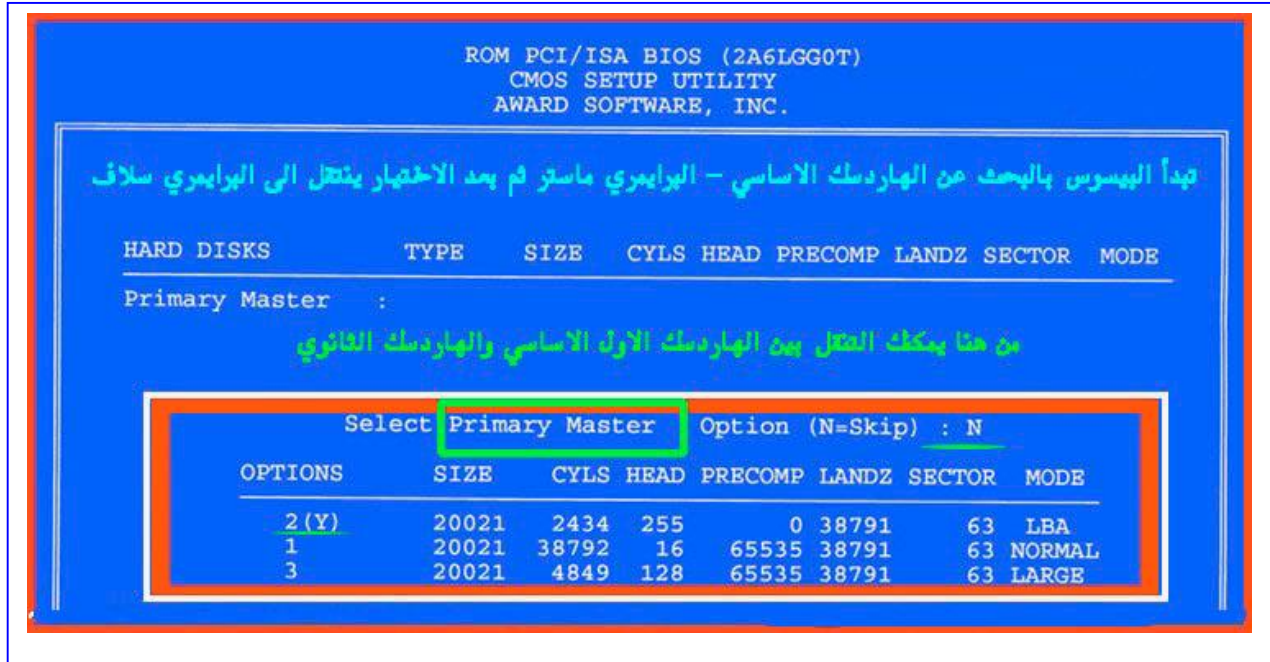 ROM PCI/ISA BIOS (2A6LGG0T)
CMOS SETUP UTILITY
AWARD SOFTWARE, INC.
تبدأ البيسوس بالبحث عن الهاردسك الاساسي – البرايمري ماستر ثم بعد الاختيار ينتقل الى البرايمري سلاف
HARD DISKS TYPE SIZE CYLS HEAD PRECOMP LANDZ SECTOR MODE
Primary Master :
من هنا يمكنك التنقل بين الهاردسك الاول الاساسي والهاردسك الثانوي
Select Primary Master Option (N=Skip) : N
OPTIONS SIZE CYLS HEAD PRECOMP LANDZ SECTOR MODE
2(Y) 20021 2434 255 0 38791 63 LBA
1 20021 38792 16 65535 38791 63 NORMAL
3 20021 4849 128 65535 38791 63 LARGE